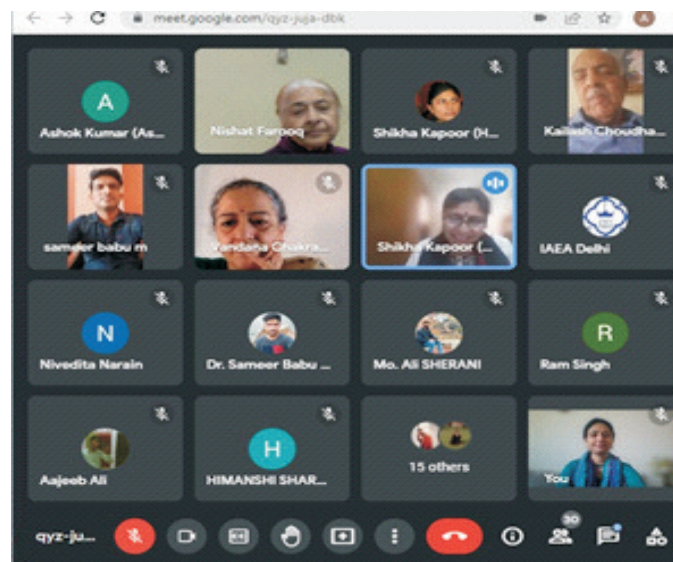 meet.google.com/qyz-juja-dbk
A
A
Ashok Kumar (As...
Nishat Farooq
Shikha Kapoor (H...
Kailash Choudha...
sameer babu m
Vandana Chakra...
Shikha Kapoor (...
IAEA Delhi
N
Nivedita Narain
Dr. Sameer Babu ...
Mo. Ali SHERANI
R
Ram Singh
Aajeeb Ali
H
HIMANSHI SHAR...
15 others
You
qyz-ju...
30